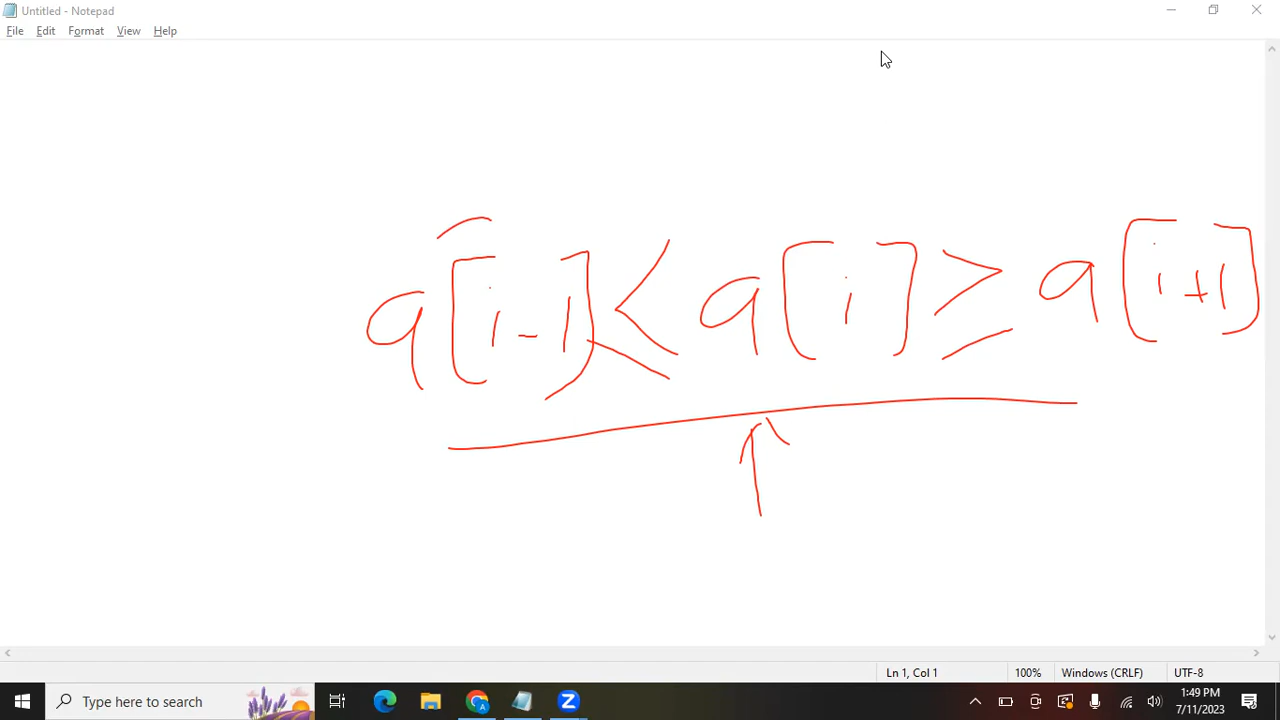 Untitled - Notepad
File Edit Format View Help
a[i-1] ≤ a[i] ≥ a[i+1]
Ln 1, Col 1 100% Windows (CRLF) UTF-8
Type here to search 1:49 PM
7/11/2023